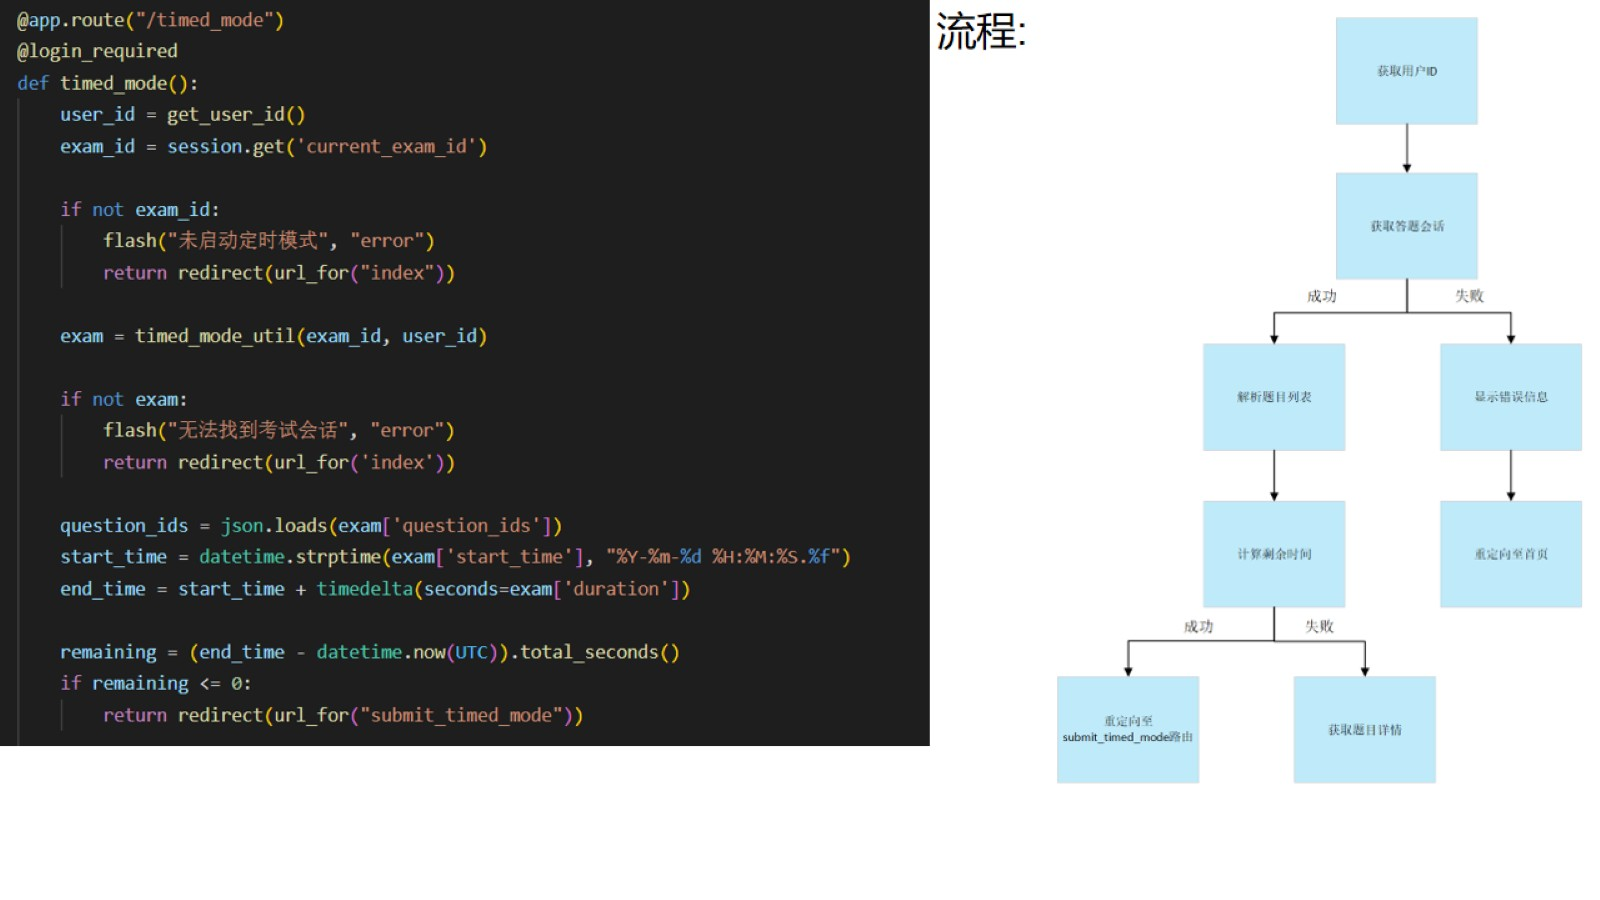 @app.route("/timed_mode")
@login_required
def timed_mode():
    user_id = get_user_id()
    exam_id = session.get('current_exam_id')
    if not exam_id:
        flash("未启动定时模式", "error")
        return redirect(url_for("index"))
    exam = timed_mode_util(exam_id, user_id)
    if not exam:
        flash("无法找到考试会话", "error")
        return redirect(url_for('index'))
    question_ids = json.loads(exam['question_ids'])
    start_time = datetime.strptime(exam['start_time'], "%Y-%m-%d %H:%M:%S.%f")
    end_time = start_time + timedelta(seconds=exam['duration'])
    remaining = (end_time - datetime.now(UTC)).total_seconds()
    if remaining <= 0:
        return redirect(url_for("submit_timed_mode"))
流程:
获取用户ID
获取答题会话
成功
失败
解析题目列表
显示错误信息
计算剩余时间
重定向至首页
成功
失败
重定向至
submit_timed_mode路由
获取题目详情